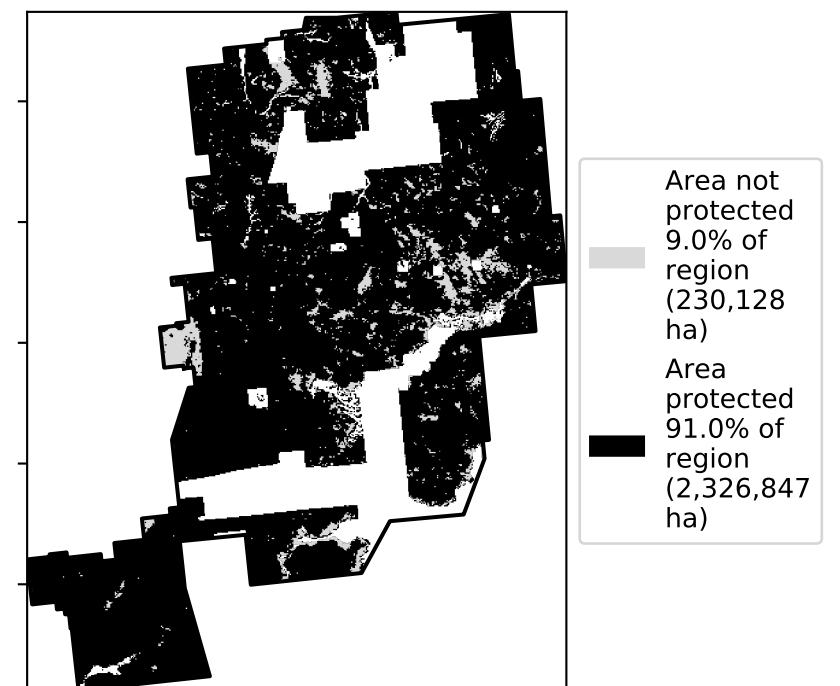 Area not
protected
9.0% of
region
(230,128
ha)
Area
protected
91.0% of
region
(2,326,847
ha)